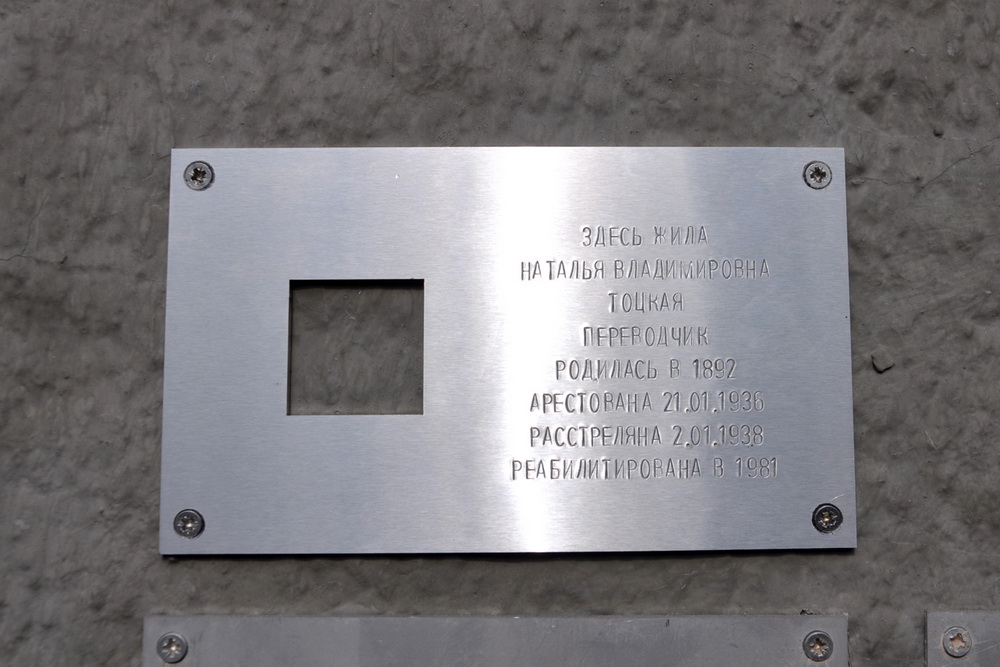 ЗДЕСЬ ЖИЛА
НАТАЛЬЯ ВЛАДИМИРОВНА
ТОЦКАЯ
ПЕРЕВОДЧИК
РОДИЛАСЬ В 1892
АРЕСТОВАНА 21.01.1936
РАССТРЕЛЯНА 2.01.1938
РЕАБИЛИТИРОВАНА В 1981